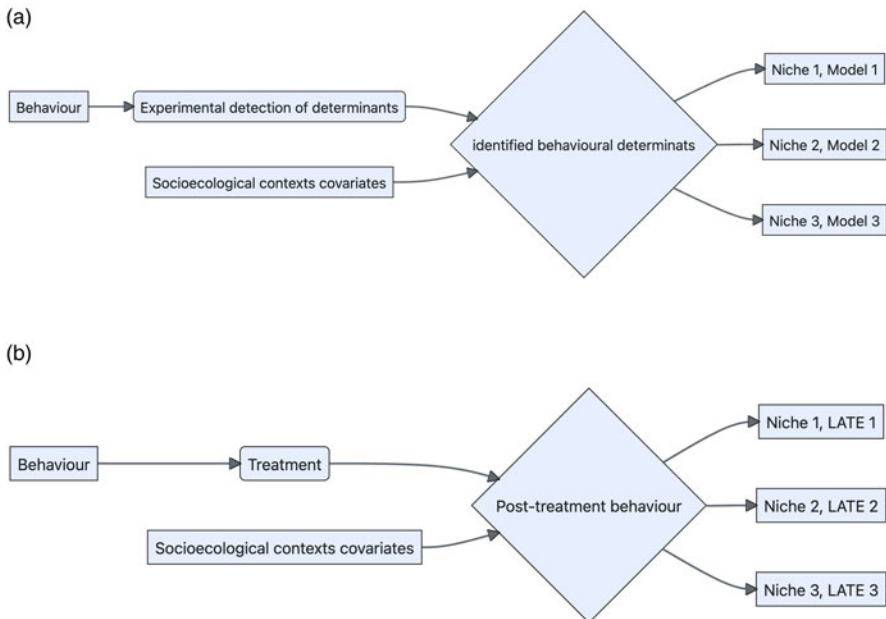 (a)
Behaviour
Experimental detection of determinants
Socioecological contexts covariates
identified behavioural determinats
Niche 1, Model 1
Niche 2, Model 2
Niche 3, Model 3
(b)
Behaviour
Treatment
Socioecological contexts covariates
Post-treatment behaviour
Niche 1, LATE 1
Niche 2, LATE 2
Niche 3, LATE 3